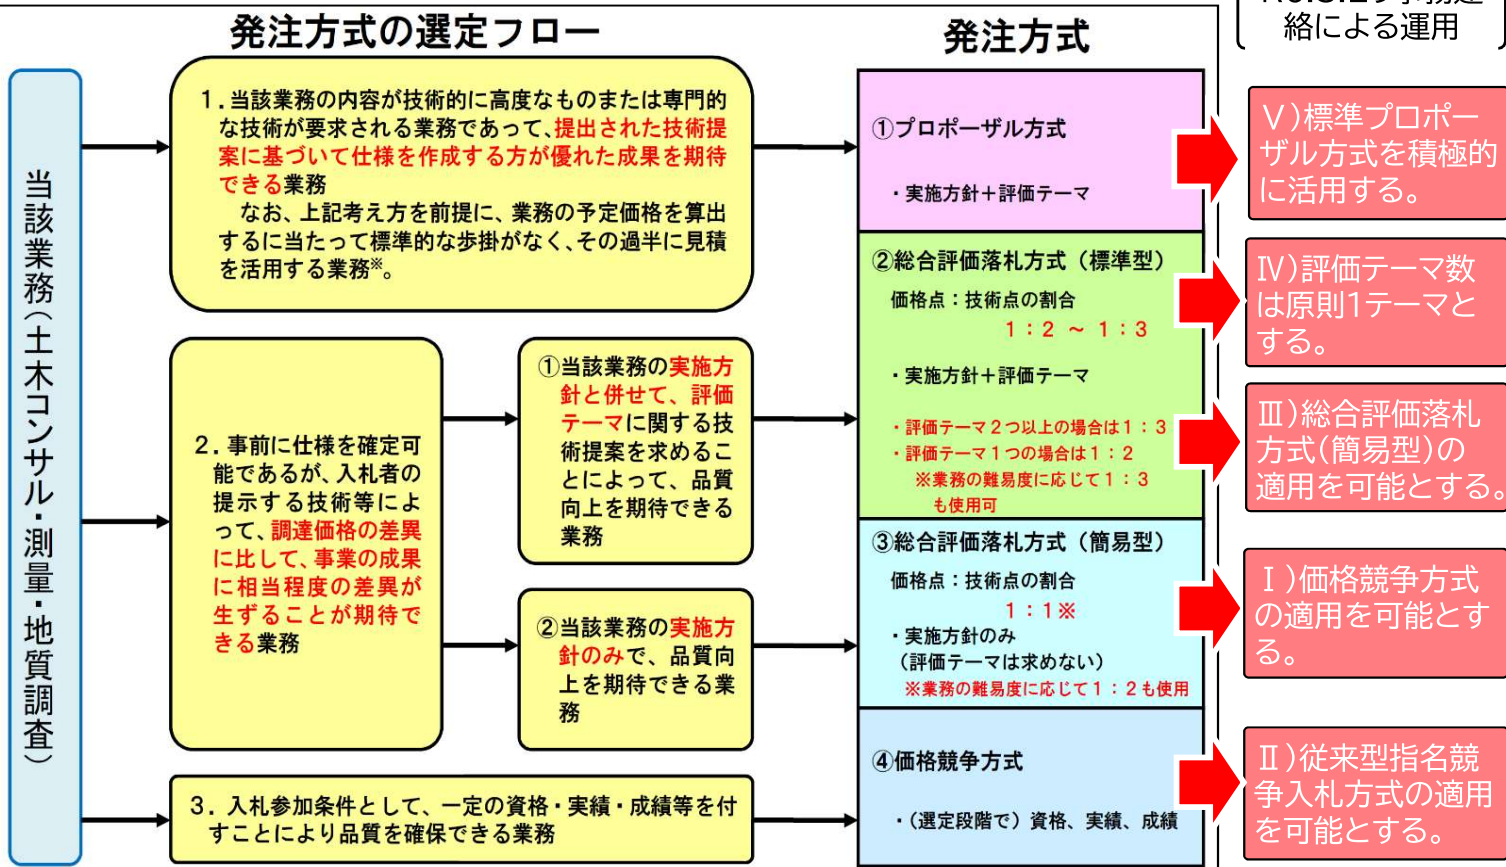 発注方式の選定フロー
発注方式
絡による運用
当該業務（土木コンサル・測量・地質調査）
１．当該業務の内容が技術的に高度なものまたは専門的
な技術が要求される業務であって、提出された技術提
案に基づいて仕様を作成する方が優れた成果を期待
できる業務
なお、上記考え方を前提に、業務の予定価格を算出
するに当たって標準的な歩掛がなく、その過半に見積
を活用する業務※。
２．事前に仕様を確定可
能であるが、入札者の
提示する技術等によ
って、調達価格の差異
に比して、事業の成果
に相当程度の差異が
生ずることが期待で
きる業務
①当該業務の実施方
針と併せて、評価
テーマに関する技
術提案を求めるこ
とによって、品質
向上を期待できる
業務
②当該業務の実施方
針のみで、品質向
上を期待できる業
務
３．入札参加条件として、一定の資格・実績・成績等を付
すことにより品質を確保できる業務
①プロポーザル方式
・実施方針＋評価テーマ
②総合評価落札方式（標準型）
価格点：技術点の割合
１：２ ～ １：３
・実施方針＋評価テーマ
・評価テーマ２つ以上の場合は１：３
・評価テーマ１つの場合は１：２
※業務の難易度に応じて１：３
も使用可
③総合評価落札方式（簡易型）
価格点：技術点の割合
１：１※
・実施方針のみ
（評価テーマは求めない）
※業務の難易度に応じて１：２も使用
④価格競争方式
・（選定段階で）資格、実績、成績
Ⅴ）標準プロポー
ザル方式を積極的
に活用する。
Ⅳ）評価テーマ数
は原則1テーマと
する。
Ⅲ）総合評価落札
方式(簡易型)の
適用を可能とする。
Ⅰ）価格競争方式
の適用を可能とす
る。
Ⅱ）従来型指名競
争入札方式の適用
を可能とする。